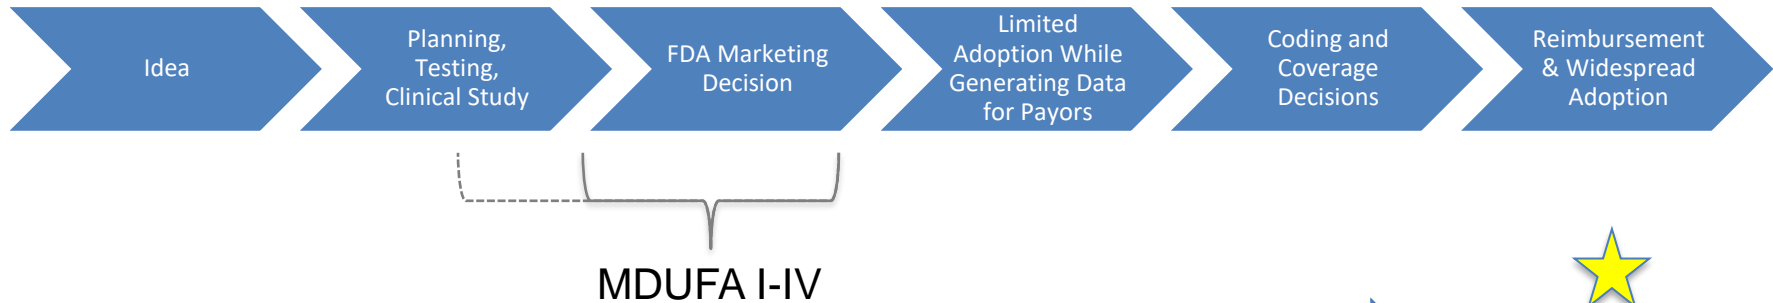 Idea
Planning,
Testing,
Clinical Study
FDA Marketing
Decision
Limited
Adoption While
Generating Data
for Payors
Coding and
Coverage
Decisions
Reimbursement
& Widespread
Adoption
MDUFA I-IV